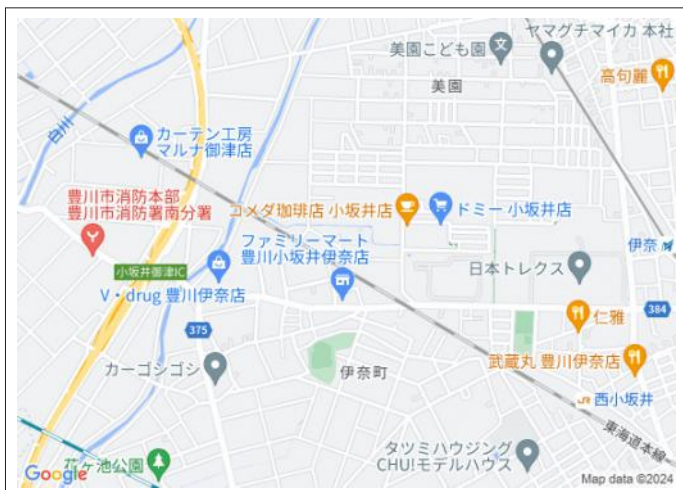 美園こども園
ヤマグチマイカ 本社
高句麗
美園
カーテン工房
マルナ御津店
豊川市消防本部
豊川市消防署南分署
コメダ珈琲店 小坂井店
ドミー 小坂井店
ファミリーマート
豊川小坂井伊奈店
伊奈
小坂井御津IC
日本トレクス
V・drug 豊川伊奈店
384
仁雅
375
カーゴシゴシ
伊奈町
武蔵丸 豊川伊奈店
JR 西小坂井
東海道本線
タツミハウジング
CHU!モデルハウス
花ヶ池公園
Google
Map data ©2024